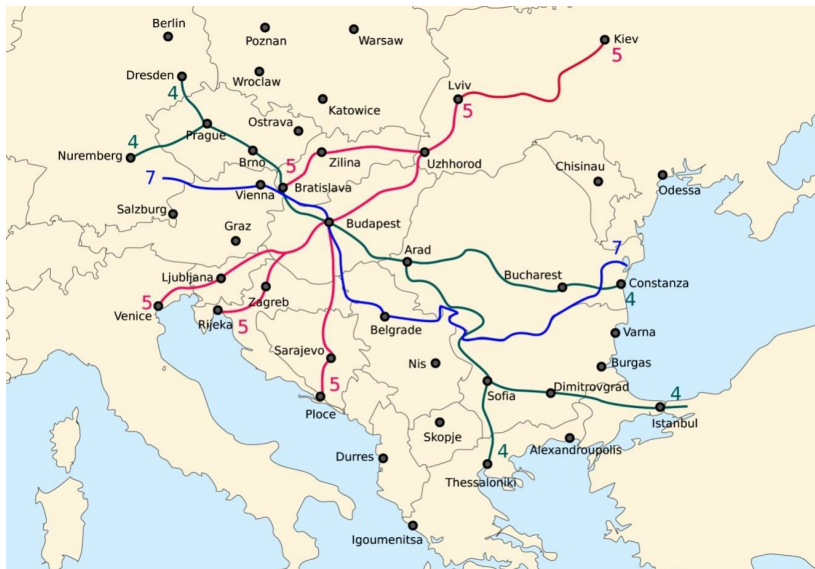 Berlin
Poznan
Warsaw
Kiev
5
Dresden
4
Wroclaw
Lviv
5
Katowice
Ostrava
Prague
4
Nuremberg
Brno
5
Zilina
Uzhhorod
Chisinau
Odessa
7
Vienna
Bratislava
Salzburg
Graz
Budapest
Arad
7
Ljubljana
Bucharest
Constanza
4
5
Venice
Zagreb
Rijeka
5
Belgrade
Varna
Sarajevo
Nis
Burgas
5
Ploce
Sofia
Dimitrovgrad
4
Istanbul
Skopje
Durres
4
Alexandroupolis
Thessaloniki
Igoumenitsa